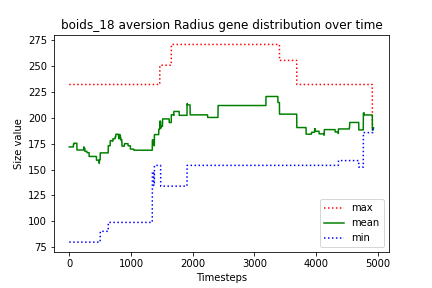 boids_18 aversion Radius gene distribution over time
275
250
225
200
175
150
125
100
75
Size value
0
1000
2000
3000
4000
5000
Timesteps
max
mean
min